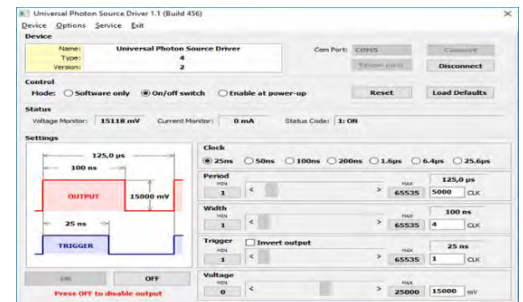 Universal Photon Source Driver 1.1 (Build 456)
Device Options Service Exit
Device
Name: Universal Photon Source Driver
Type: 4
Version: 2
Com Port: COM5 Connect
Disconnect
Control
Mode: Software only On/off switch Enable at power-up Reset Load Defaults
Status
Voltage Monitor: 15118 mV Current Monitor: 0 mA Status Code: 1: ON
Settings
125,0 µs
100 ns
OUTPUT 15000 mV
25 ns
TRIGGER
ON OFF
Press OFF to disable output
Clock
25ns 50ns 100ns 200ns 1.6µs 6.4µs 25.6µs
Period 125,0 µs
MIN MAX
1 < > 65535 5000 CLK
Width 100 ns
MIN MAX
1 < > 65535 4 CLK
Trigger Invert output 25 ns
MIN MAX
1 < > 65535 1 CLK
Voltage
MIN MAX
0 < > 25000 15000 mV